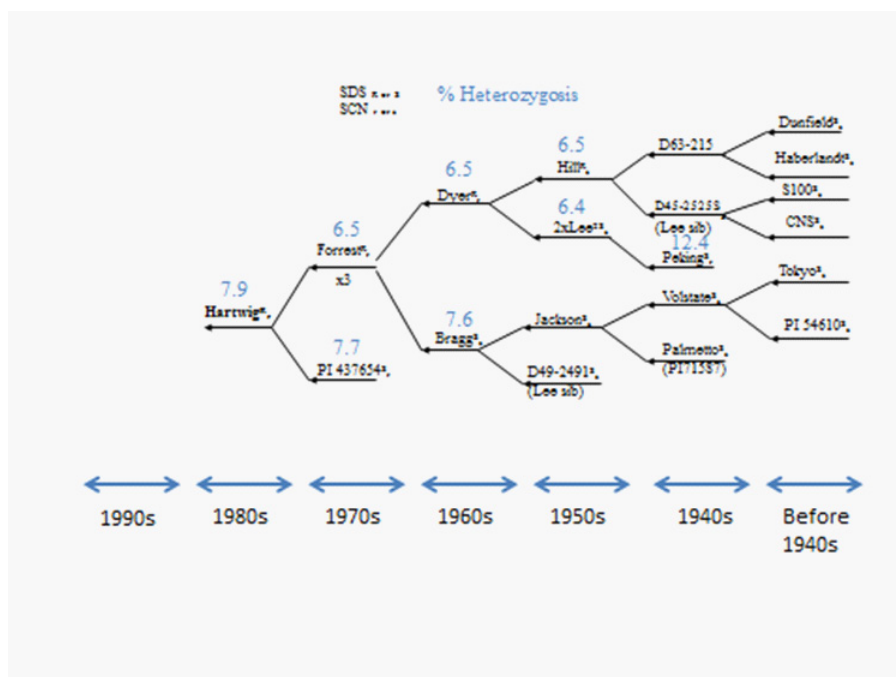 SDS
% Heterozygosis
SCN
Dunfield
6.5
D63-215
Haberlandt
6.5
Hill
S100
Dyer
6.4
D45-25258
6.5
2xLee
(Lee sib)
CNS
Forrest
12.4
Peking
Tokyo
7.9
x3
Hartwig
7.6
Jackson
Volstate
Bragg
PI 54610
7.7
Palmetto
PI 437654
D49-2491
(PI71587)
(Lee sib)
1990s
1980s
1970s
1960s
1950s
1940s
Before
1940s